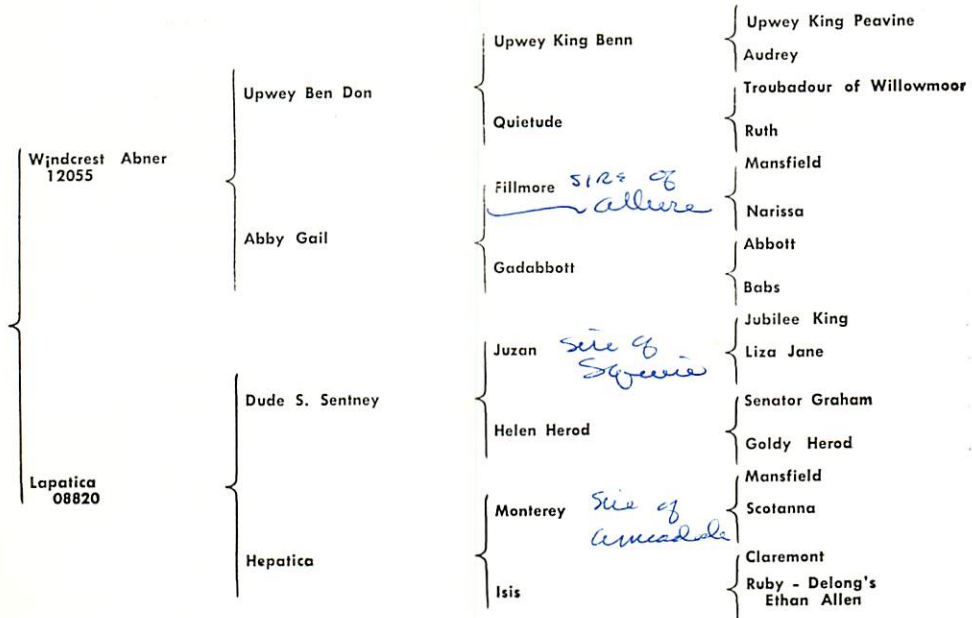 Windcrest Abner
12055
Lapatica
08820
Upwey Ben Don
Abby Gail
Dude S. Sentney
Hepatica
Upwey King Benn
Quietude
Fillmore sire of
allure
Gadabbott
Juzan sire of
Squire
Helen Herod
Monterey sire of
Isis
Upwey King Peavine
Audrey
Troubadour of Willowmoor
Ruth
Mansfield
Narissa
Abbott
Babs
Jubilee King
Liza Jane
Senator Graham
Goldy Herod
Mansfield
Scotanna
Claremont
Ruby - Delong's
Ethan Allen